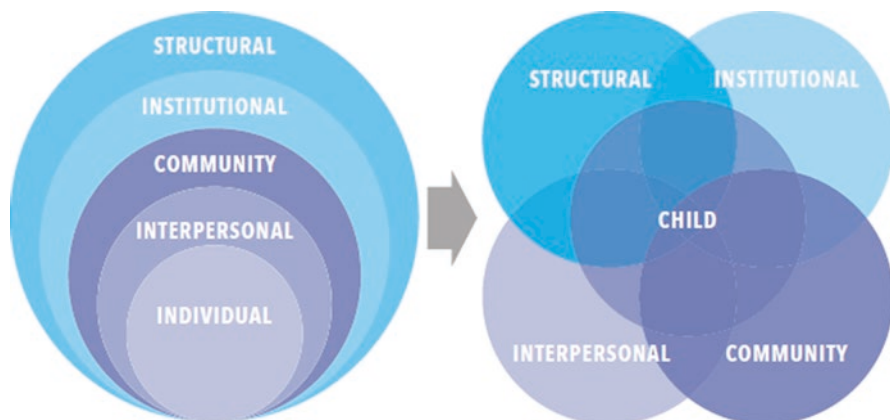 STRUCTURAL
INSTITUTIONAL
COMMUNITY
INTERPERSONAL
INDIVIDUAL
STRUCTURAL
INSTITUTIONAL
CHILD
INTERPERSONAL
COMMUNITY